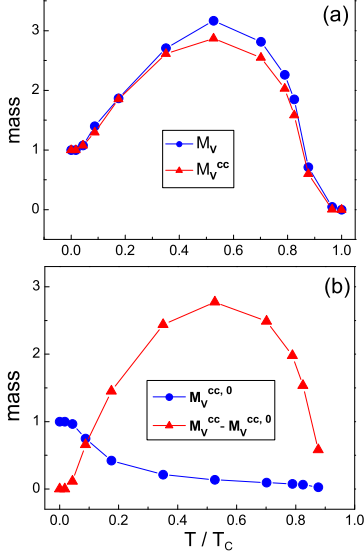 (a)
mass
3
2
1
0
M_V
M_V^cc
0.0 0.2 0.4 0.6 0.8 1.0
(b)
mass
3
2
1
0
M_V^cc, 0
M_V^cc - M_V^cc, 0
0.0 0.2 0.4 0.6 0.8 1.0
T / T_C